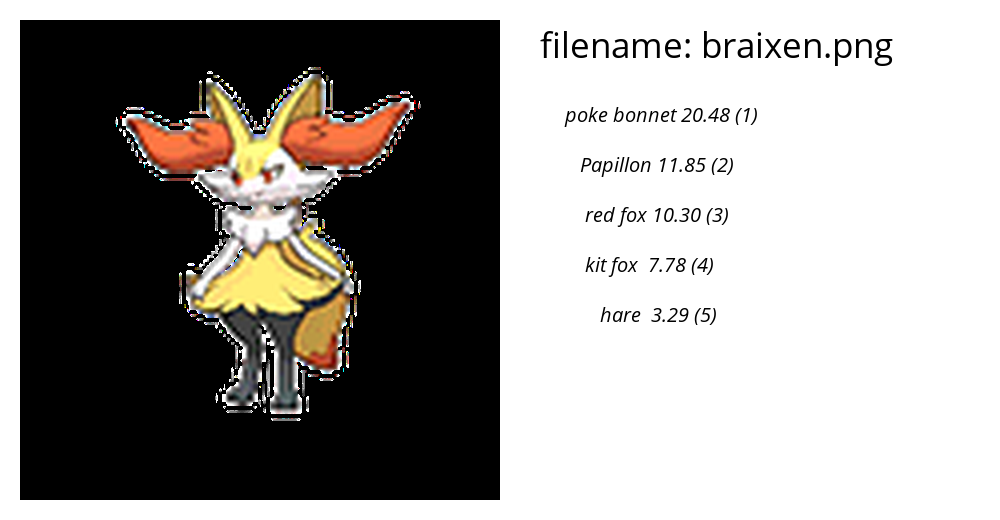 filename: braixen.png
poke bonnet 20.48 (1)
Papillon 11.85 (2)
red fox 10.30 (3)
kit fox 7.78 (4)
hare 3.29 (5)